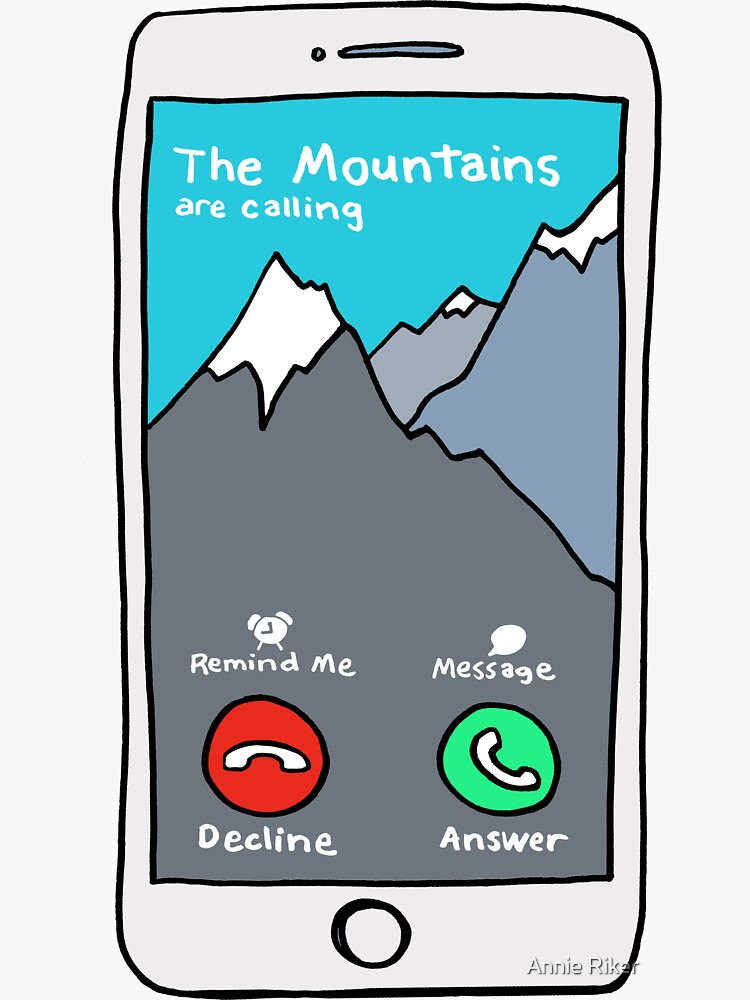 The Mountains
are calling
Remind Me
Message
Decline
Answer
Annie Riker